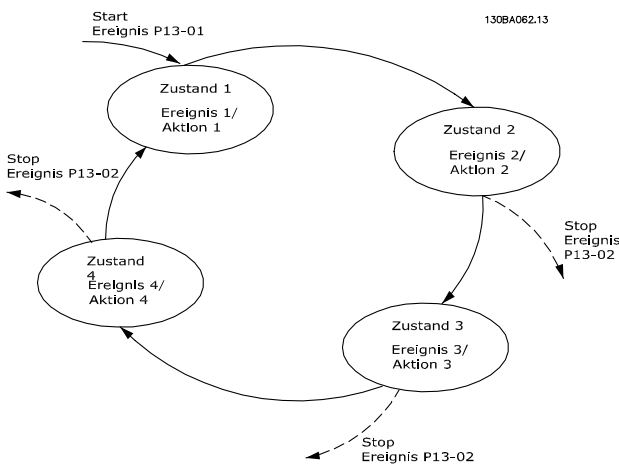 Start
Ereignis P13-01
130BA062.13
Zustand 1
Ereignis 1/
Aktion 1
Zustand 2
Ereignis 2/
Aktion 2
Stop
Ereignis P13-02
Stop
Ereignis
P13-02
Zustand
4
Ereignis 4/
Aktion 4
Zustand 3
Ereignis 3/
Aktion 3
Stop
Ereignis P13-02